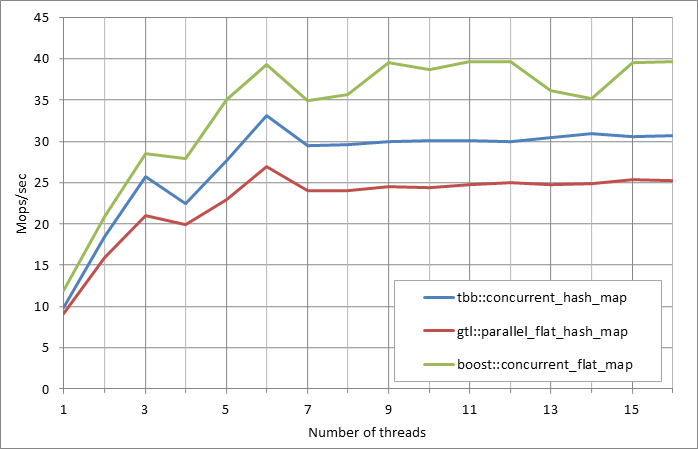 45
40
35
30
25
20
15
10
5
0
Mops/sec
tbb::concurrent_hash_map
gtl::parallel_flat_hash_map
boost::concurrent_flat_map
1 3 5 7 9 11 13 15
Number of threads